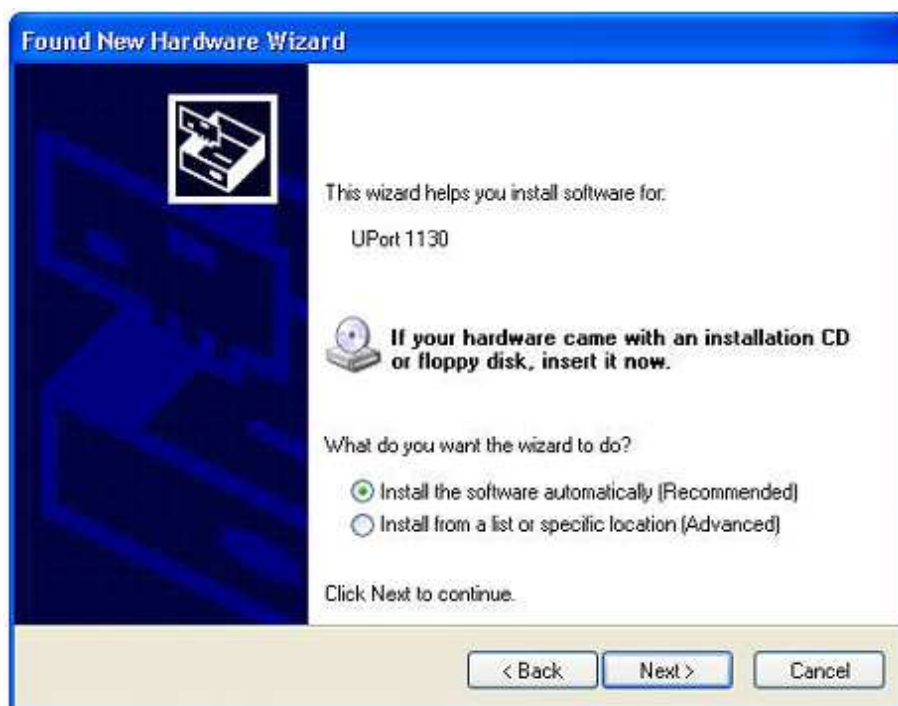 Found New Hardware Wizard
This wizard helps you install software for:
UPort 1130
If your hardware came with an installation CD
or floppy disk, insert it now.
What do you want the wizard to do?
Install the software automatically (Recommended)
Install from a list or specific location (Advanced)
Click Next to continue.
< Back Next > Cancel